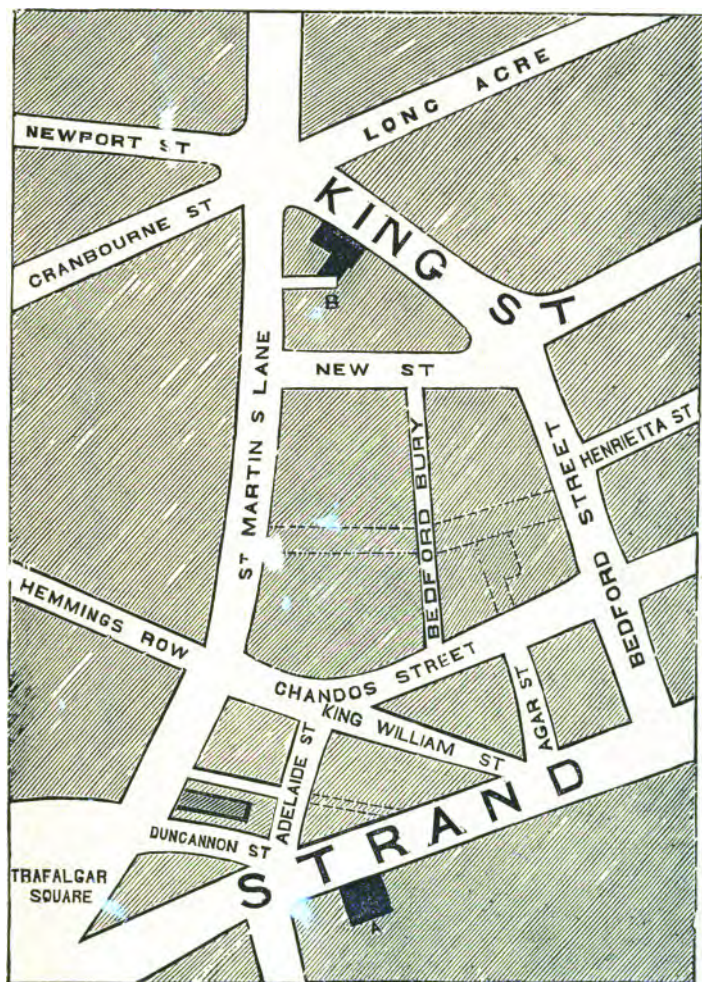 LONG ACRE
NEWPORT ST
KING ST
CRANBOURNE ST
B
NEW ST
ST MARTIN S LANE
BEDFORD BURY
HENRIETTA ST
BEDFORD STREET
HEMMINGS ROW
CHANDOS STREET
KING WILLIAM ST
AGAR ST
ADELAIDE ST
STRAND
DUNCANNON ST
TRAFALGAR
SQUARE
A